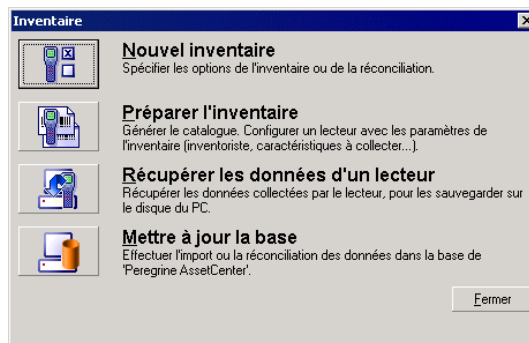 Inventaire
Nouvel inventaire
Spécifier les options de l'inventaire ou de la réconciliation.
Préparer l'inventaire
Générer le catalogue. Configurer un lecteur avec les paramètres de
l'inventaire (inventoriste, caractéristiques à collecter...).
Récupérer les données d'un lecteur
Récupérer les données collectées par le lecteur, pour les sauvegarder sur
le disque du PC.
Mettre à jour la base
Effectuer l'import ou la réconciliation des données dans la base de
'Peregrine AssetCenter'.
Fermer